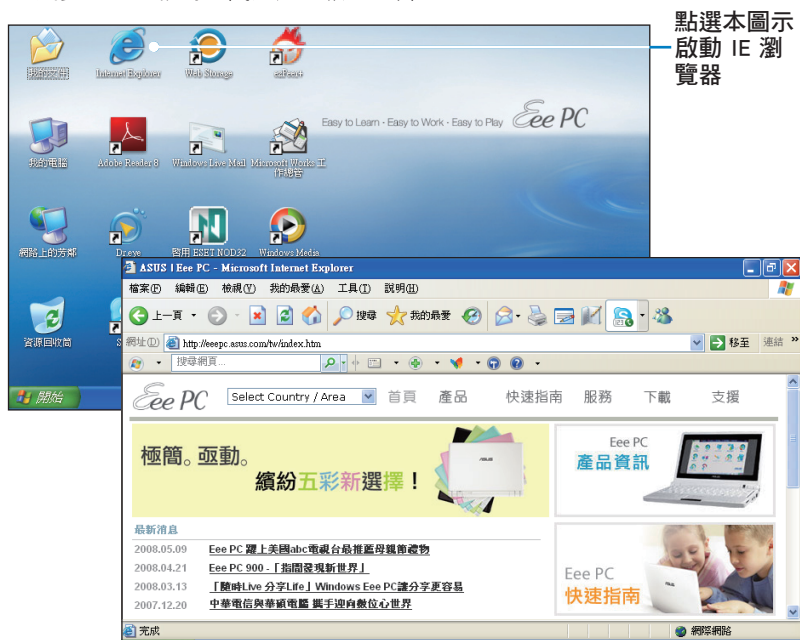 點選本圖示
啟動 IE 瀏
覽器
我的文件
Internet Explorer
Web Storage
Easy to Learn · Easy to Work · Easy to Play
Eee PC
我的電腦
Adobe Reader 8
Windows Live Mail
Microsoft Works 工
作總管
網路上的芳鄰
Dr.eye
啓用 ESET NOD32
Windows Media
資源回收筒
S
開始
ASUS | Eee PC - Microsoft Internet Explorer
檔案(F) 編輯(E) 檢視(V) 我的最愛(A) 工具(T) 說明(H)
上一頁 搜尋 我的最愛
網址(D) http://eeepc.asus.com/tw/index.htm 移至 連結 »
搜尋網頁...
Eee PC Select Country / Area 首頁 產品 快速指南 服務 下載 支援
極簡。亟動。
繽紛五彩新選擇！
Eee PC
產品資訊
最新消息
2008.05.09 Eee PC 躍上美國abc電視台最推薦母親節禮物
2008.04.21 Eee PC 900 -「指間發現新世界」
2008.03.13 「隨時Live 分享Life」Windows Eee PC讓分享更容易
2007.12.20 中華電信與華碩電腦 攜手迎向數位心世界
Eee PC
快速指南
完成
網際網路